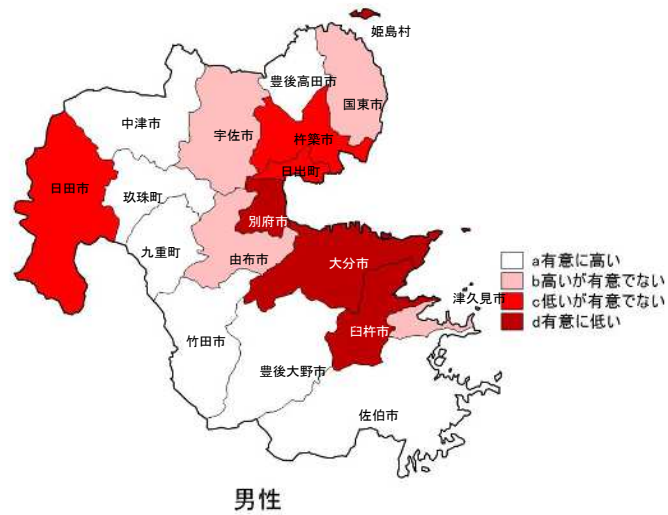 姫島村
豊後高田市
国東市
中津市
宇佐市
杵築市
日出町
日田市
玖珠町
別府市
九重町
由布市
大分市
a有意に高い
b高いが有意でない
c低いが有意でない
d有意に低い
津久見市
臼杵市
竹田市
豊後大野市
佐伯市
男性